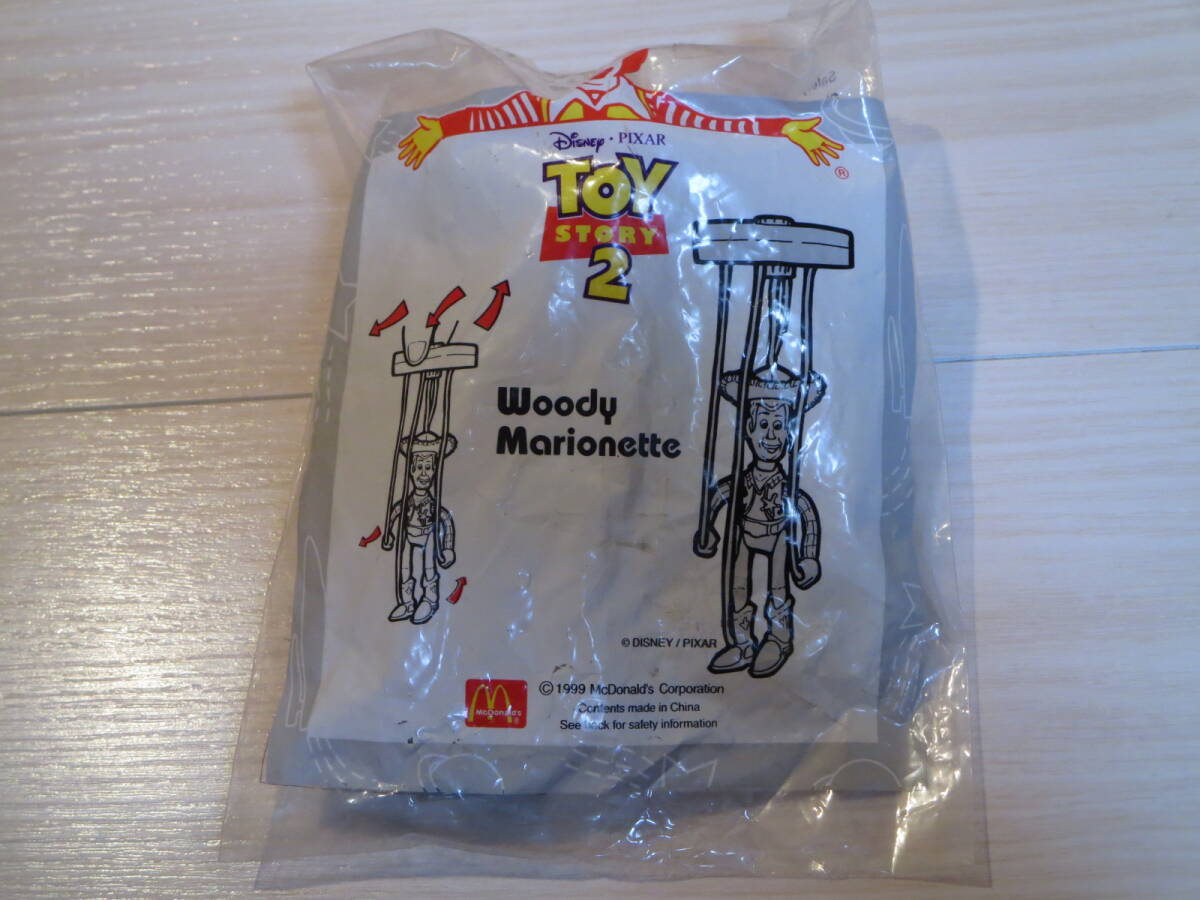 Disney • PIXAR
TOY
STORY
2
®
Woody
Marionette
© DISNEY / PIXAR
© 1999 McDonald's Corporation
Contents made in China
See back for safety information
McDonald's
®